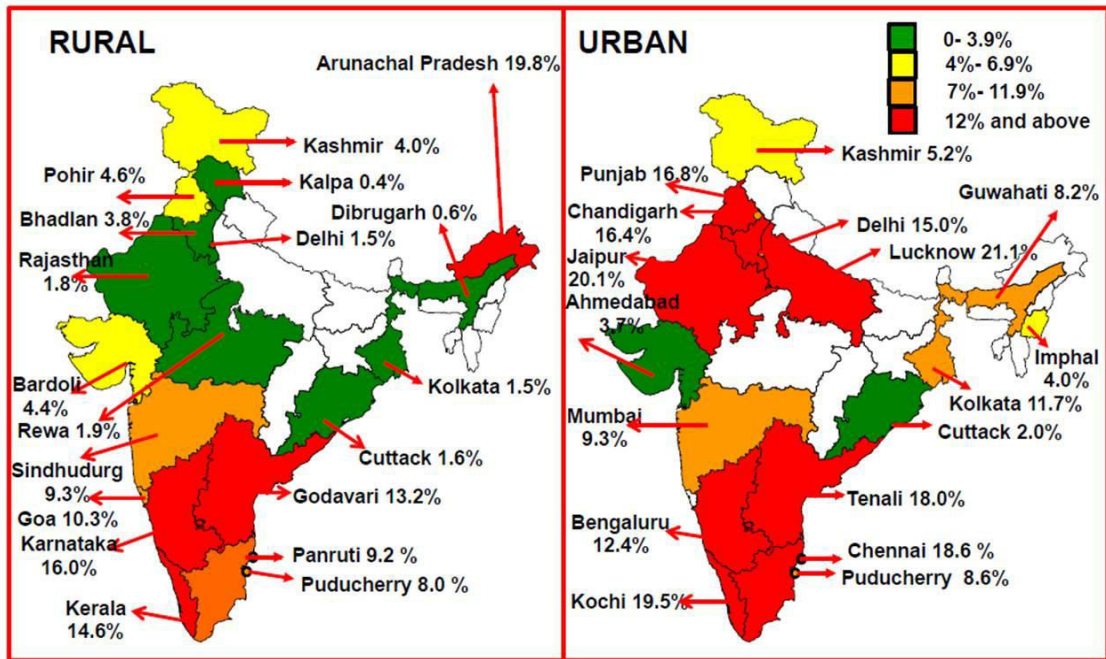 RURAL
Arunachal Pradesh 19.8%
Kashmir 4.0%
Pohir 4.6%
Kalpa 0.4%
Bhadlan 3.8%
Dibrugarh 0.6%
Delhi 1.5%
Rajasthan
1.8%
Bardoli
4.4%
Kolkata 1.5%
Rewa 1.9%
Cuttack 1.6%
Sindhudurg
9.3%
Godavari 13.2%
Goa 10.3%
Karnataka
16.0%
Panruti 9.2 %
Puducherry 8.0 %
Kerala
14.6%
URBAN
0- 3.9%
4%- 6.9%
7%- 11.9%
12% and above
Kashmir 5.2%
Punjab 16.8%
Guwahati 8.2%
Chandigarh
16.4%
Delhi 15.0%
Lucknow 21.1%
Jaipur
20.1%
Ahmedabad
3.7%
Imphal
4.0%
Kolkata 11.7%
Mumbai
9.3%
Cuttack 2.0%
Tenali 18.0%
Bengaluru
12.4%
Chennai 18.6 %
Puducherry 8.6%
Kochi 19.5%